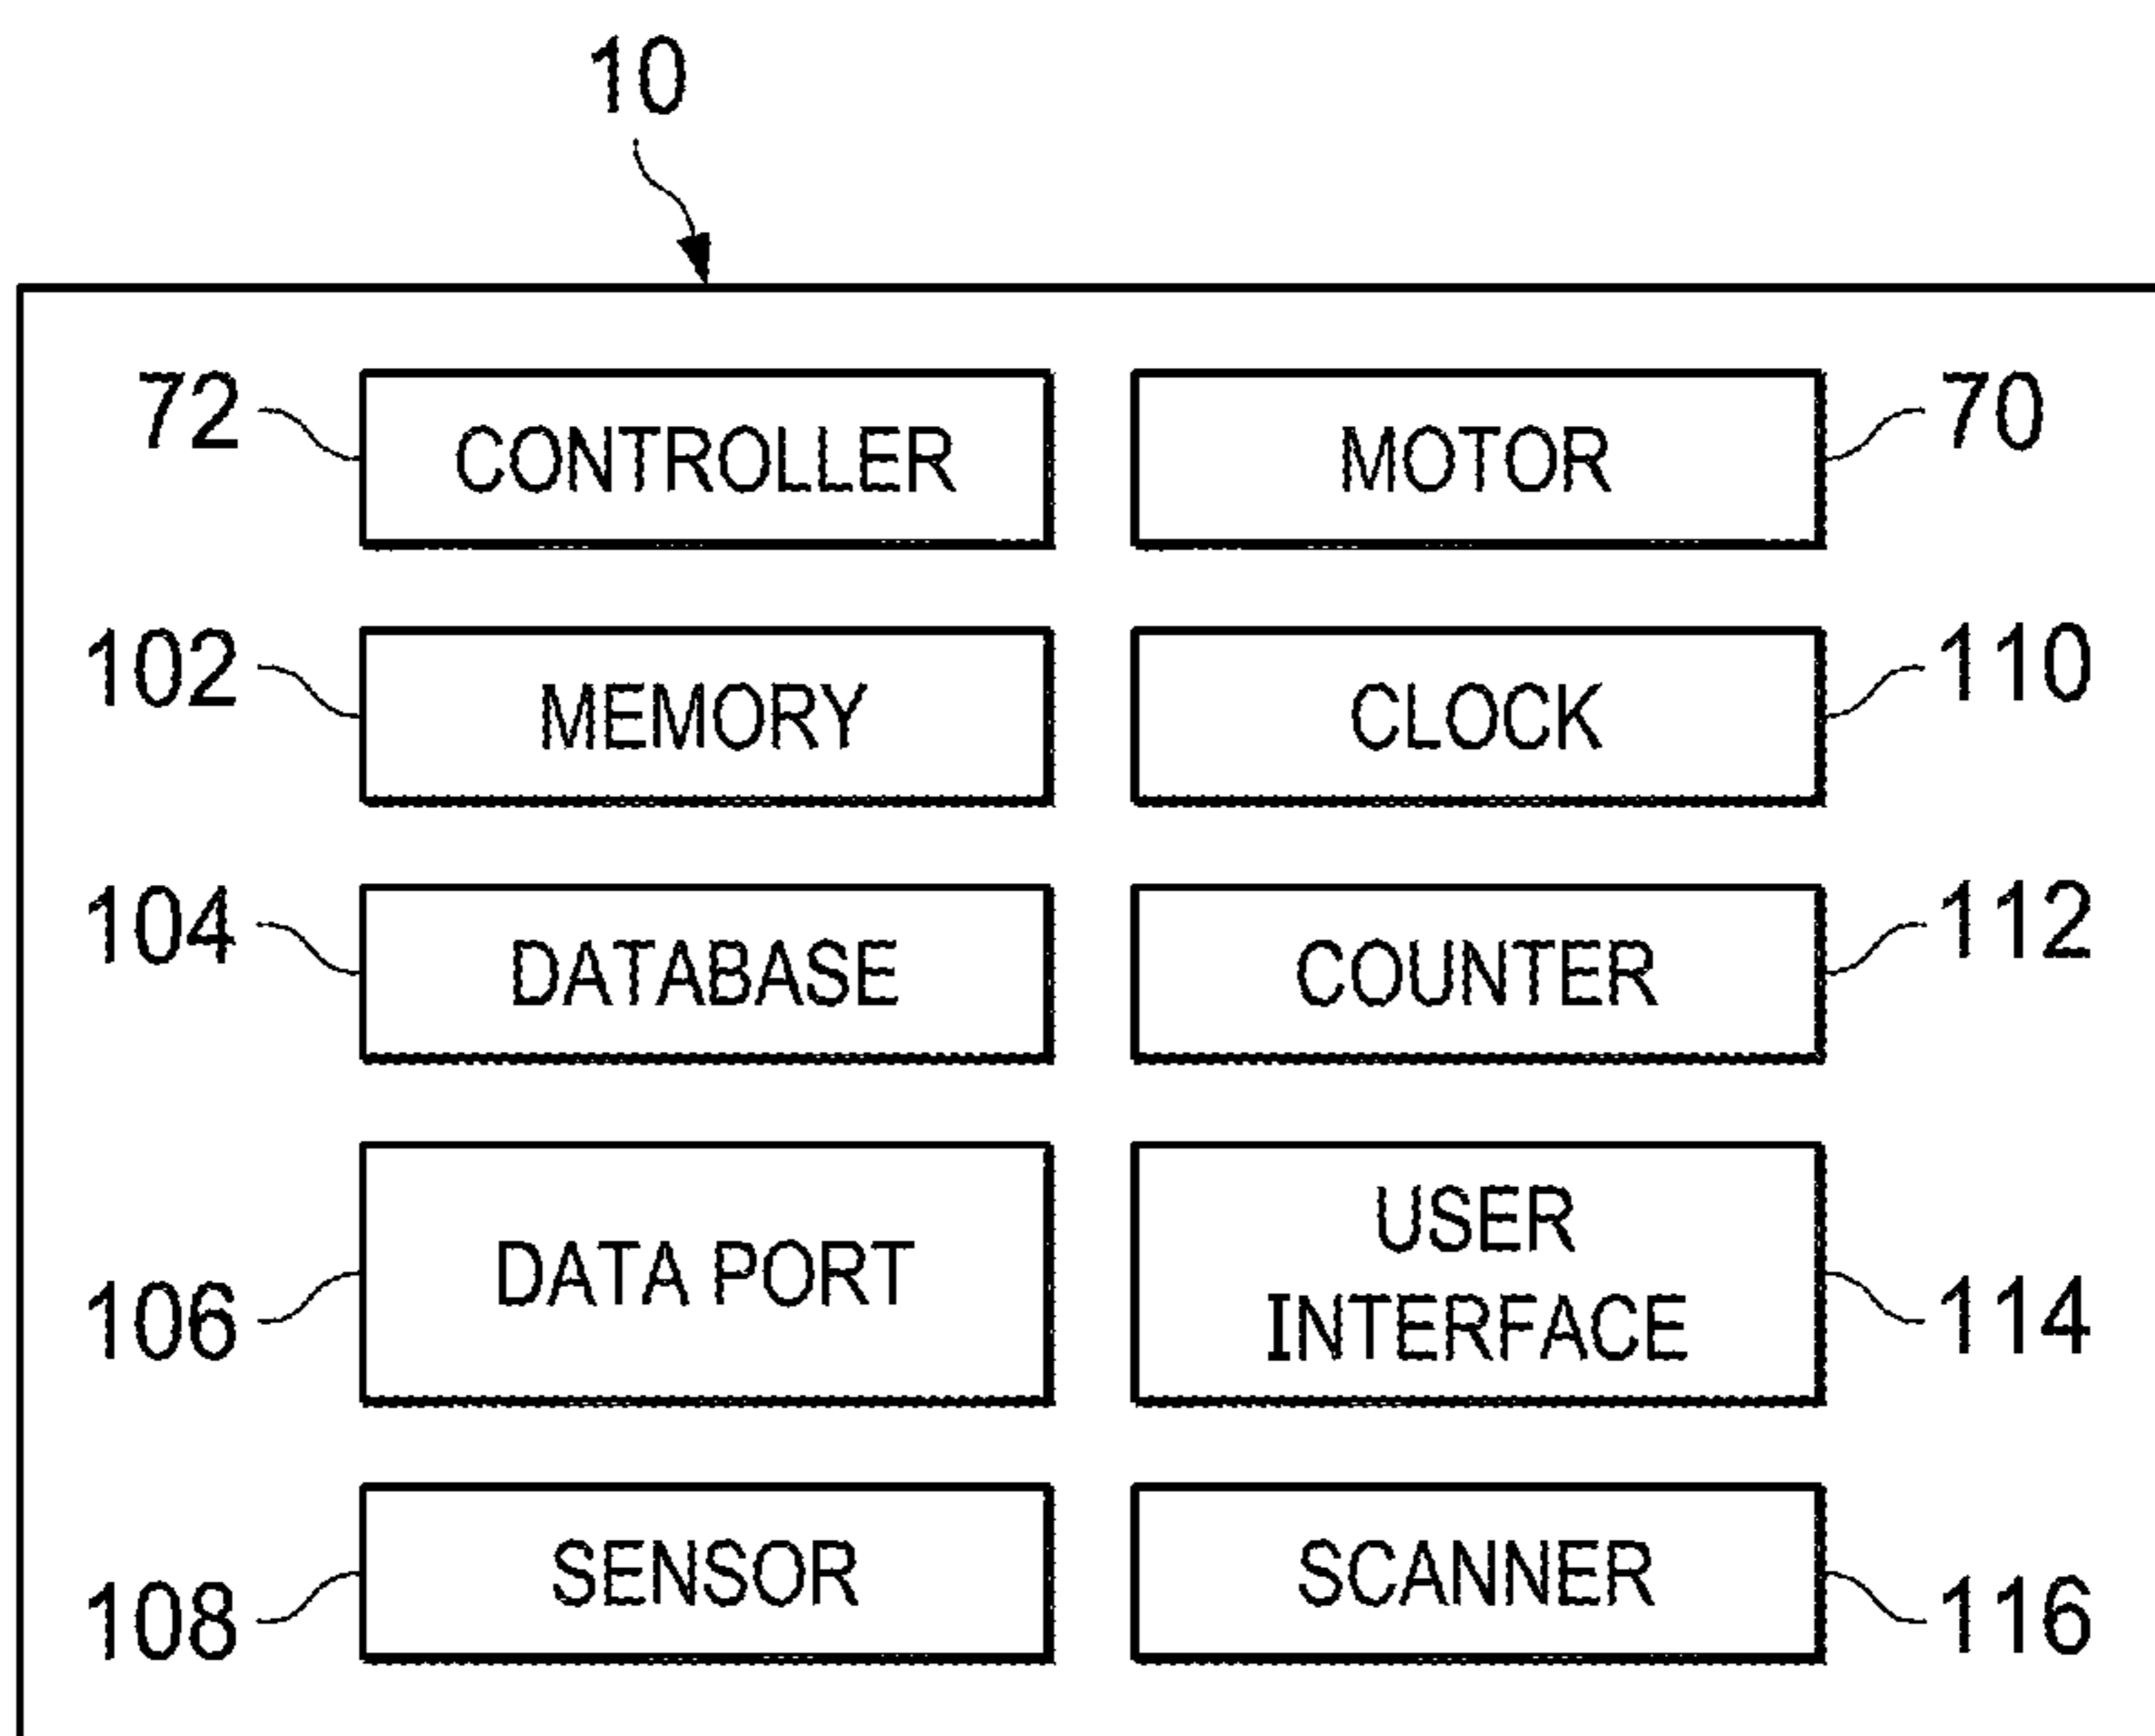 10
72 CONTROLLER MOTOR 70
102 MEMORY CLOCK 110
104 DATABASE COUNTER 112
106 DATA PORT USER INTERFACE 114
108 SENSOR SCANNER 116